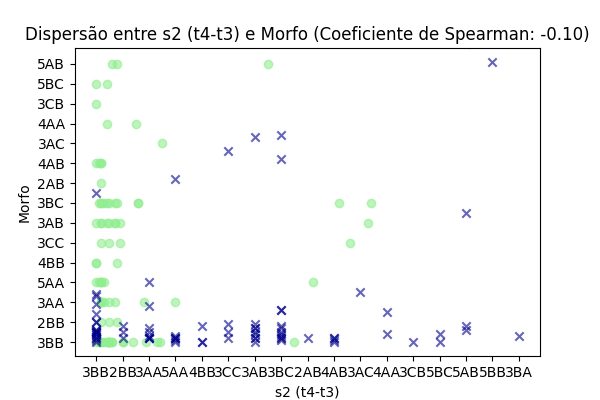 Dispersão entre s2 (t4-t3) e Morfo (Coeficiente de Spearman: -0.10)
5AB
5BC
3CB
4AA
3AC
4AB
2AB
3BC
3AB
3CC
4BB
5AA
3AA
2BB
3BB
Morfo
3BB2BB3AA5AA4BB3CC3AB3BC2AB4AB3AC4AA3CB5BC5AB5BB3BA
s2 (t4-t3)